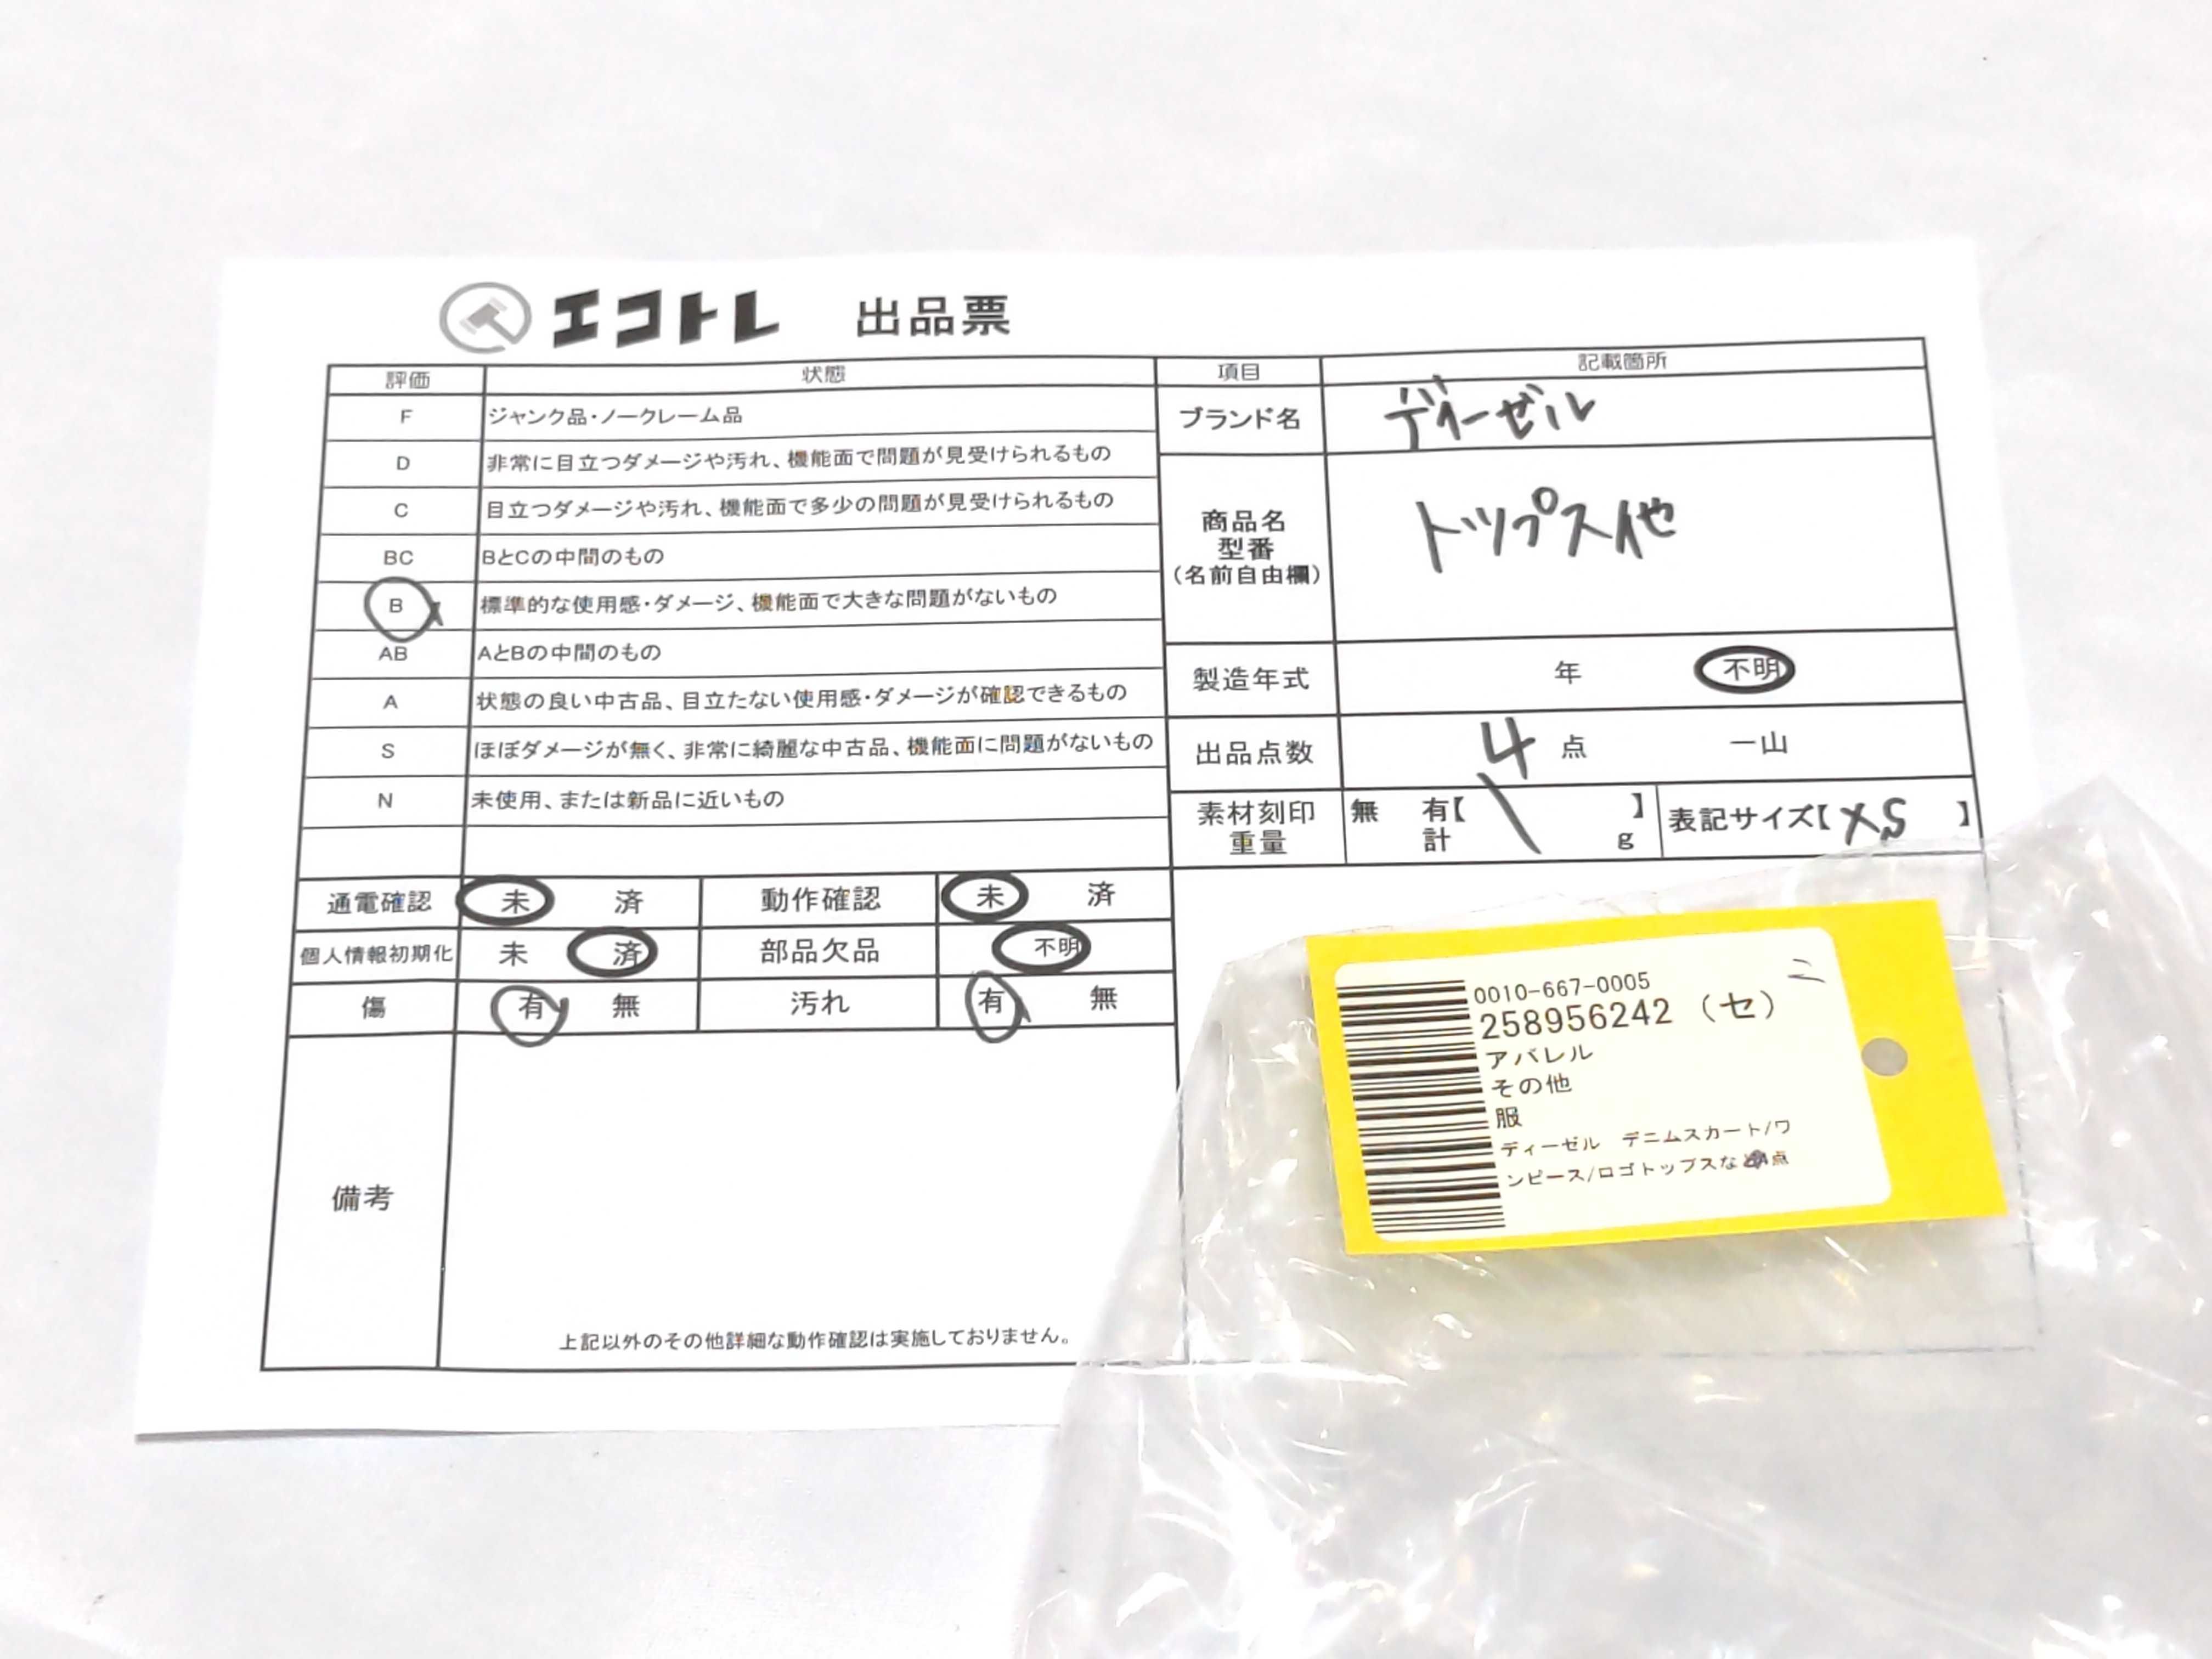 エコトレ 出品票
評価 状態 項目 記載箇所
F ジャンク品・ノークレーム品
D 非常に目立つダメージや汚れ、機能面で問題が見受けられるもの
C 目立つダメージや汚れ、機能面で多少の問題が見受けられるもの
BC BとCの中間のもの
B 標準的な使用感・ダメージ、機能面で大きな問題がないもの
AB AとBの中間のもの
A 状態の良い中古品、目立たない使用感・ダメージが確認できるもの
S ほぼダメージが無く、非常に綺麗な中古品、機能面に問題がないもの
N 未使用、または新品に近いもの
ブランド名 ディーゼル
商品名
型番
(名前自由欄)
トップス他
製造年式 年 不明
出品点数 4 点 一山
素材刻印
重量
無 有【 】
計 g
表記サイズ【XS】
通電確認 未 済 動作確認 未 済
個人情報初期化 未 済 部品欠品 不明
傷 有 無 汚れ 有 無
備考
上記以外のその他詳細な動作確認は実施しておりません。
0010-667-0005
258956242（セ）
アパレル
その他
服
ディーゼル デニムスカート/ワ
ンピース/ロゴトップスな 点